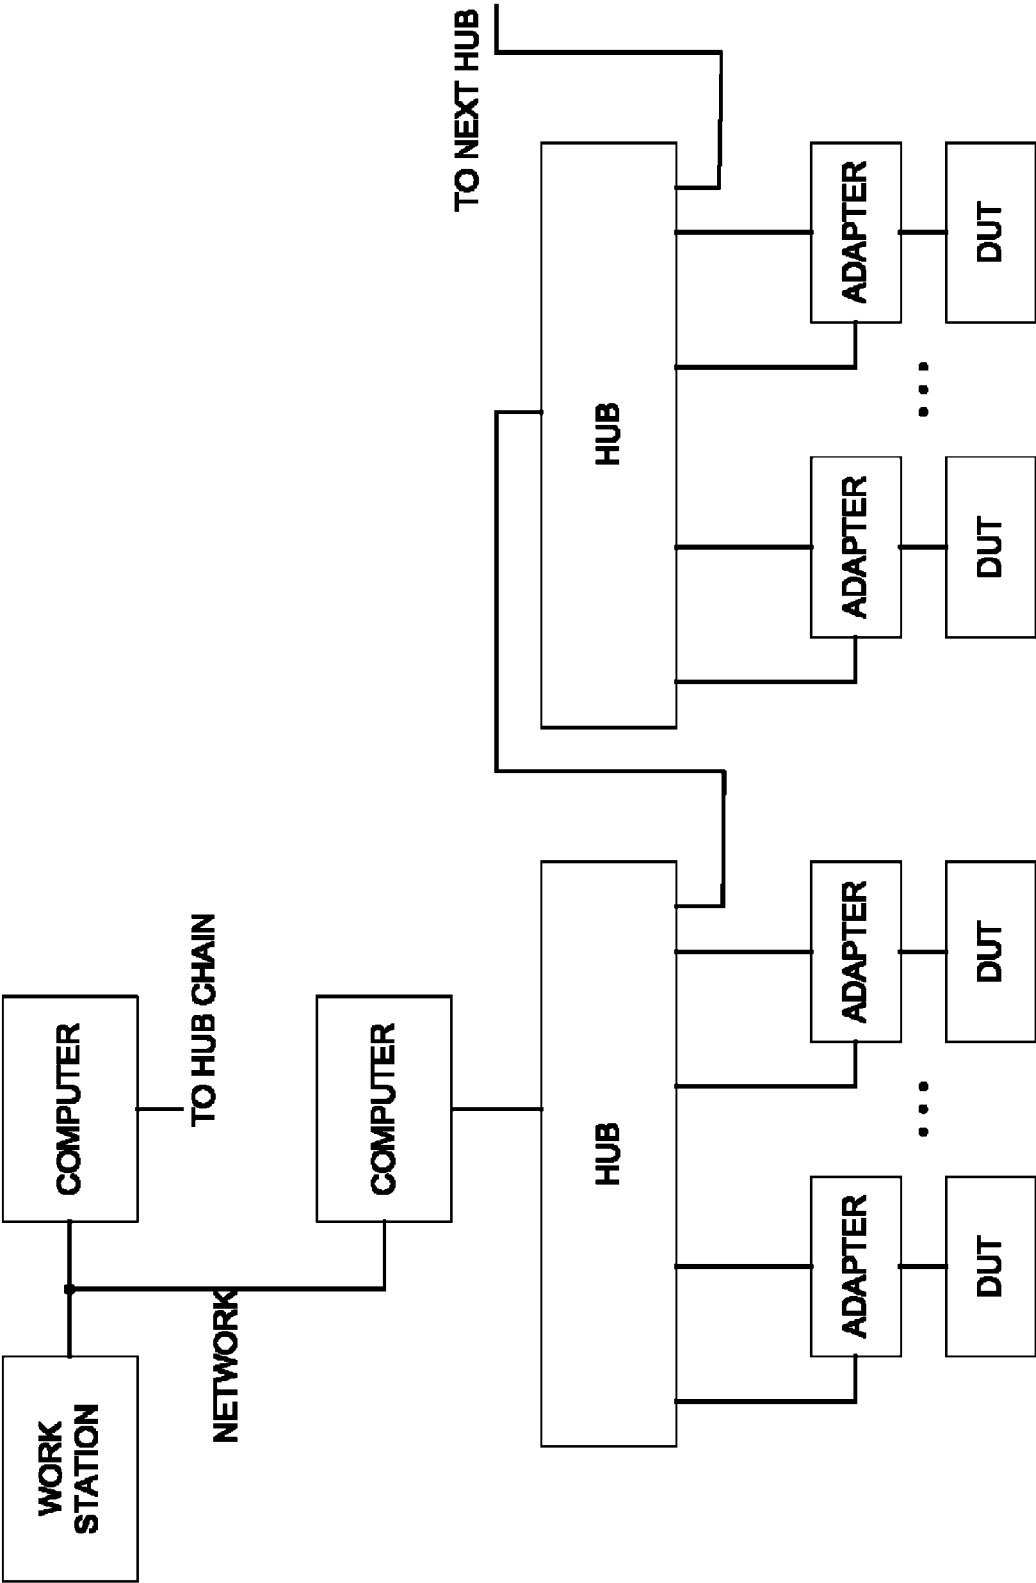 WORK
STATION
COMPUTER
TO HUB CHAIN
NETWORK
COMPUTER
TO NEXT HUB
HUB
HUB
ADAPTER
ADAPTER
ADAPTER
ADAPTER
DUT
DUT
DUT
DUT